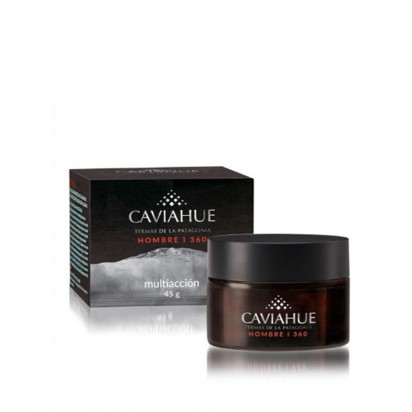 CAVIAHUE
TERMAS DE LA PATAGONIA
HOMBRE | 360
multiacción
45 g
CAVIAHUE
TERMAS DE LA PATAGONIA
HOMBRE | 360